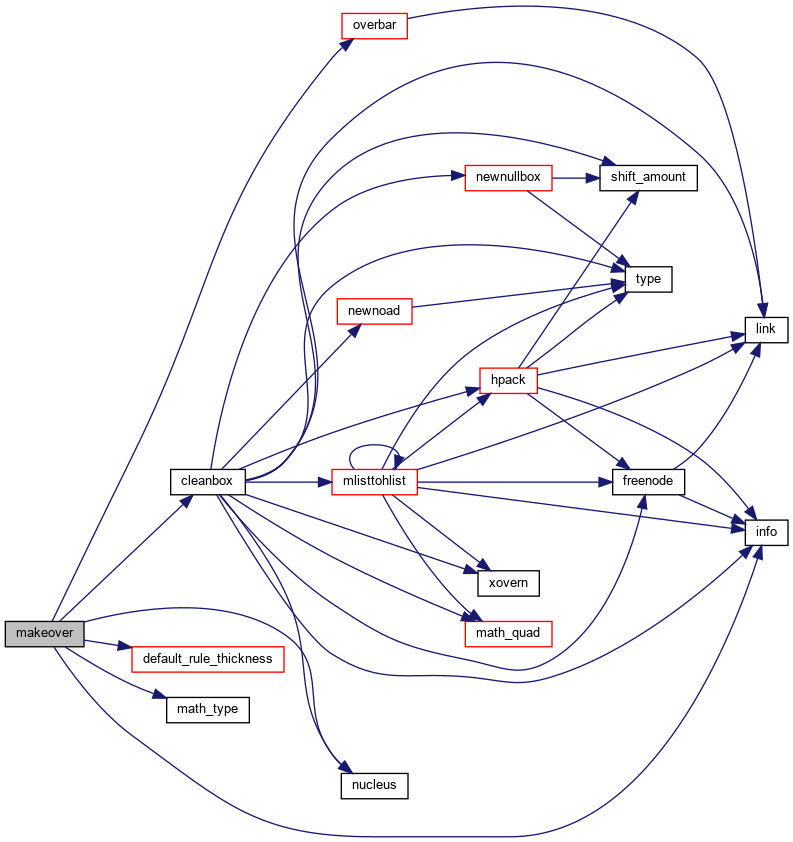 overbar
newnullbox
shift_amount
type
newnoad
link
hpack
cleanbox
mlisttohlist
freenode
info
xovern
makeover
math_quad
default_rule_thickness
math_type
nucleus